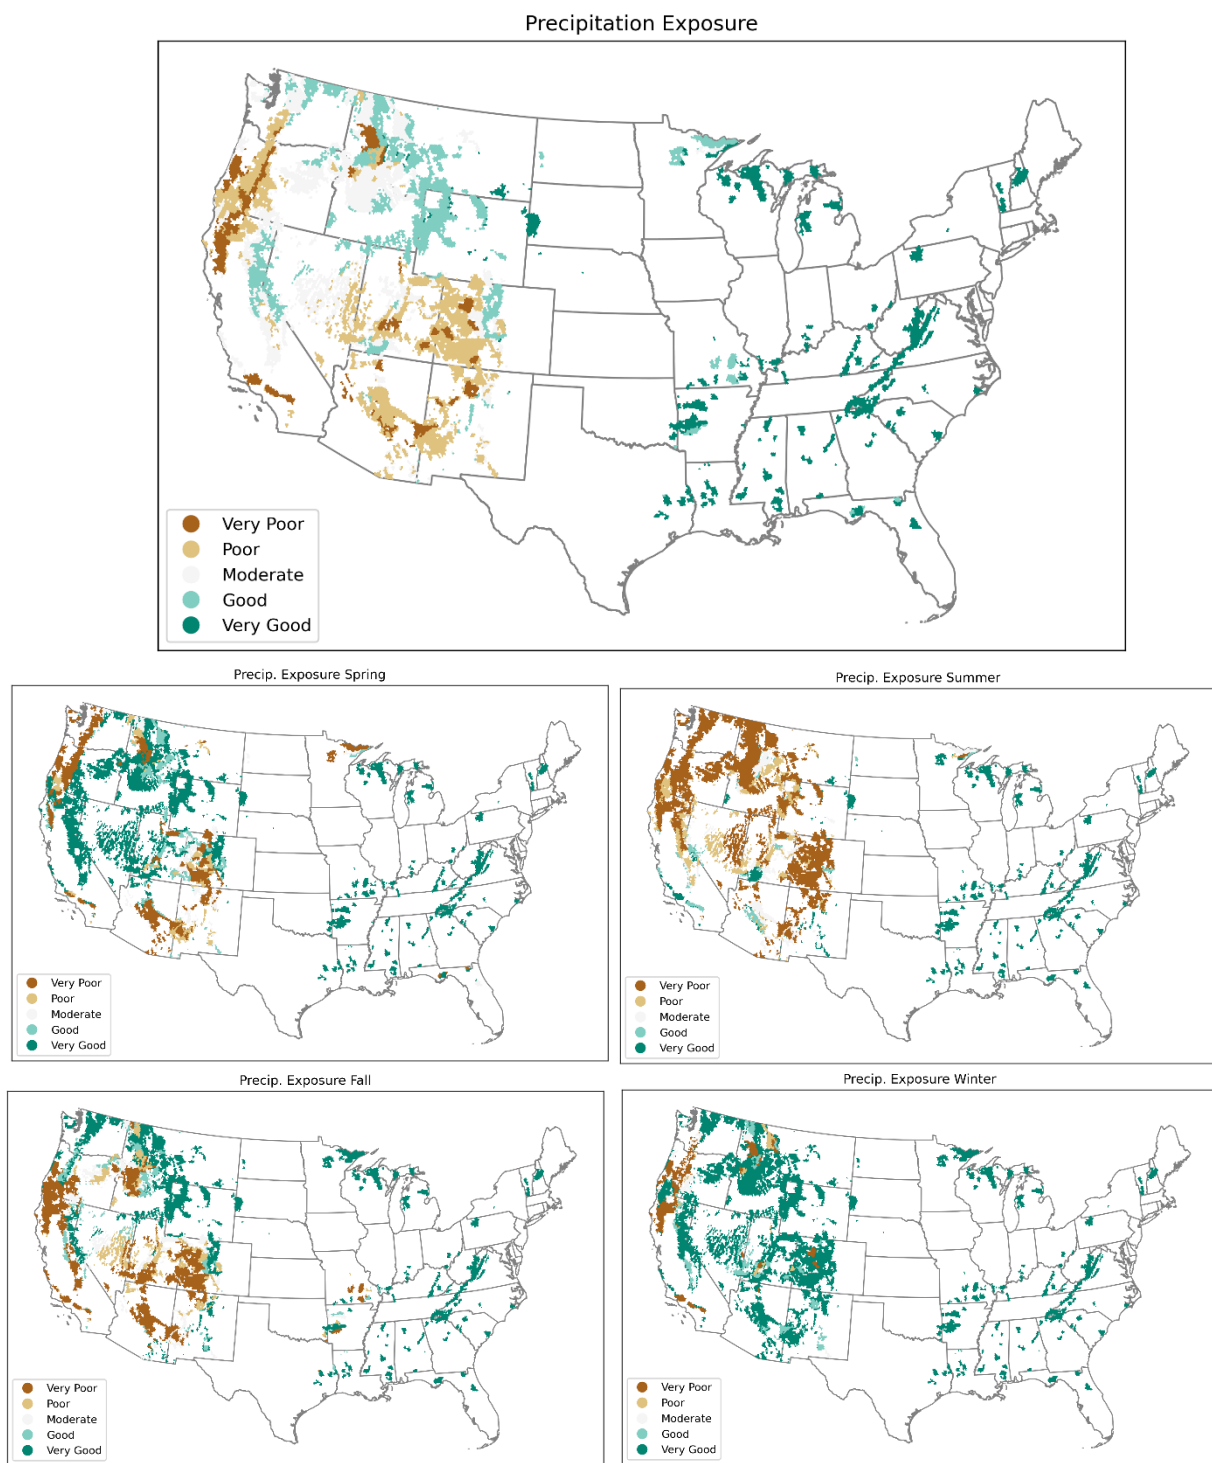 Precipitation Exposure
Very Poor
Poor
Moderate
Good
Very Good
Precip. Exposure Spring
Very Poor
Poor
Moderate
Good
Very Good
Precip. Exposure Summer
Very Poor
Poor
Moderate
Good
Very Good
Precip. Exposure Fall
Very Poor
Poor
Moderate
Good
Very Good
Precip. Exposure Winter
Very Poor
Poor
Moderate
Good
Very Good